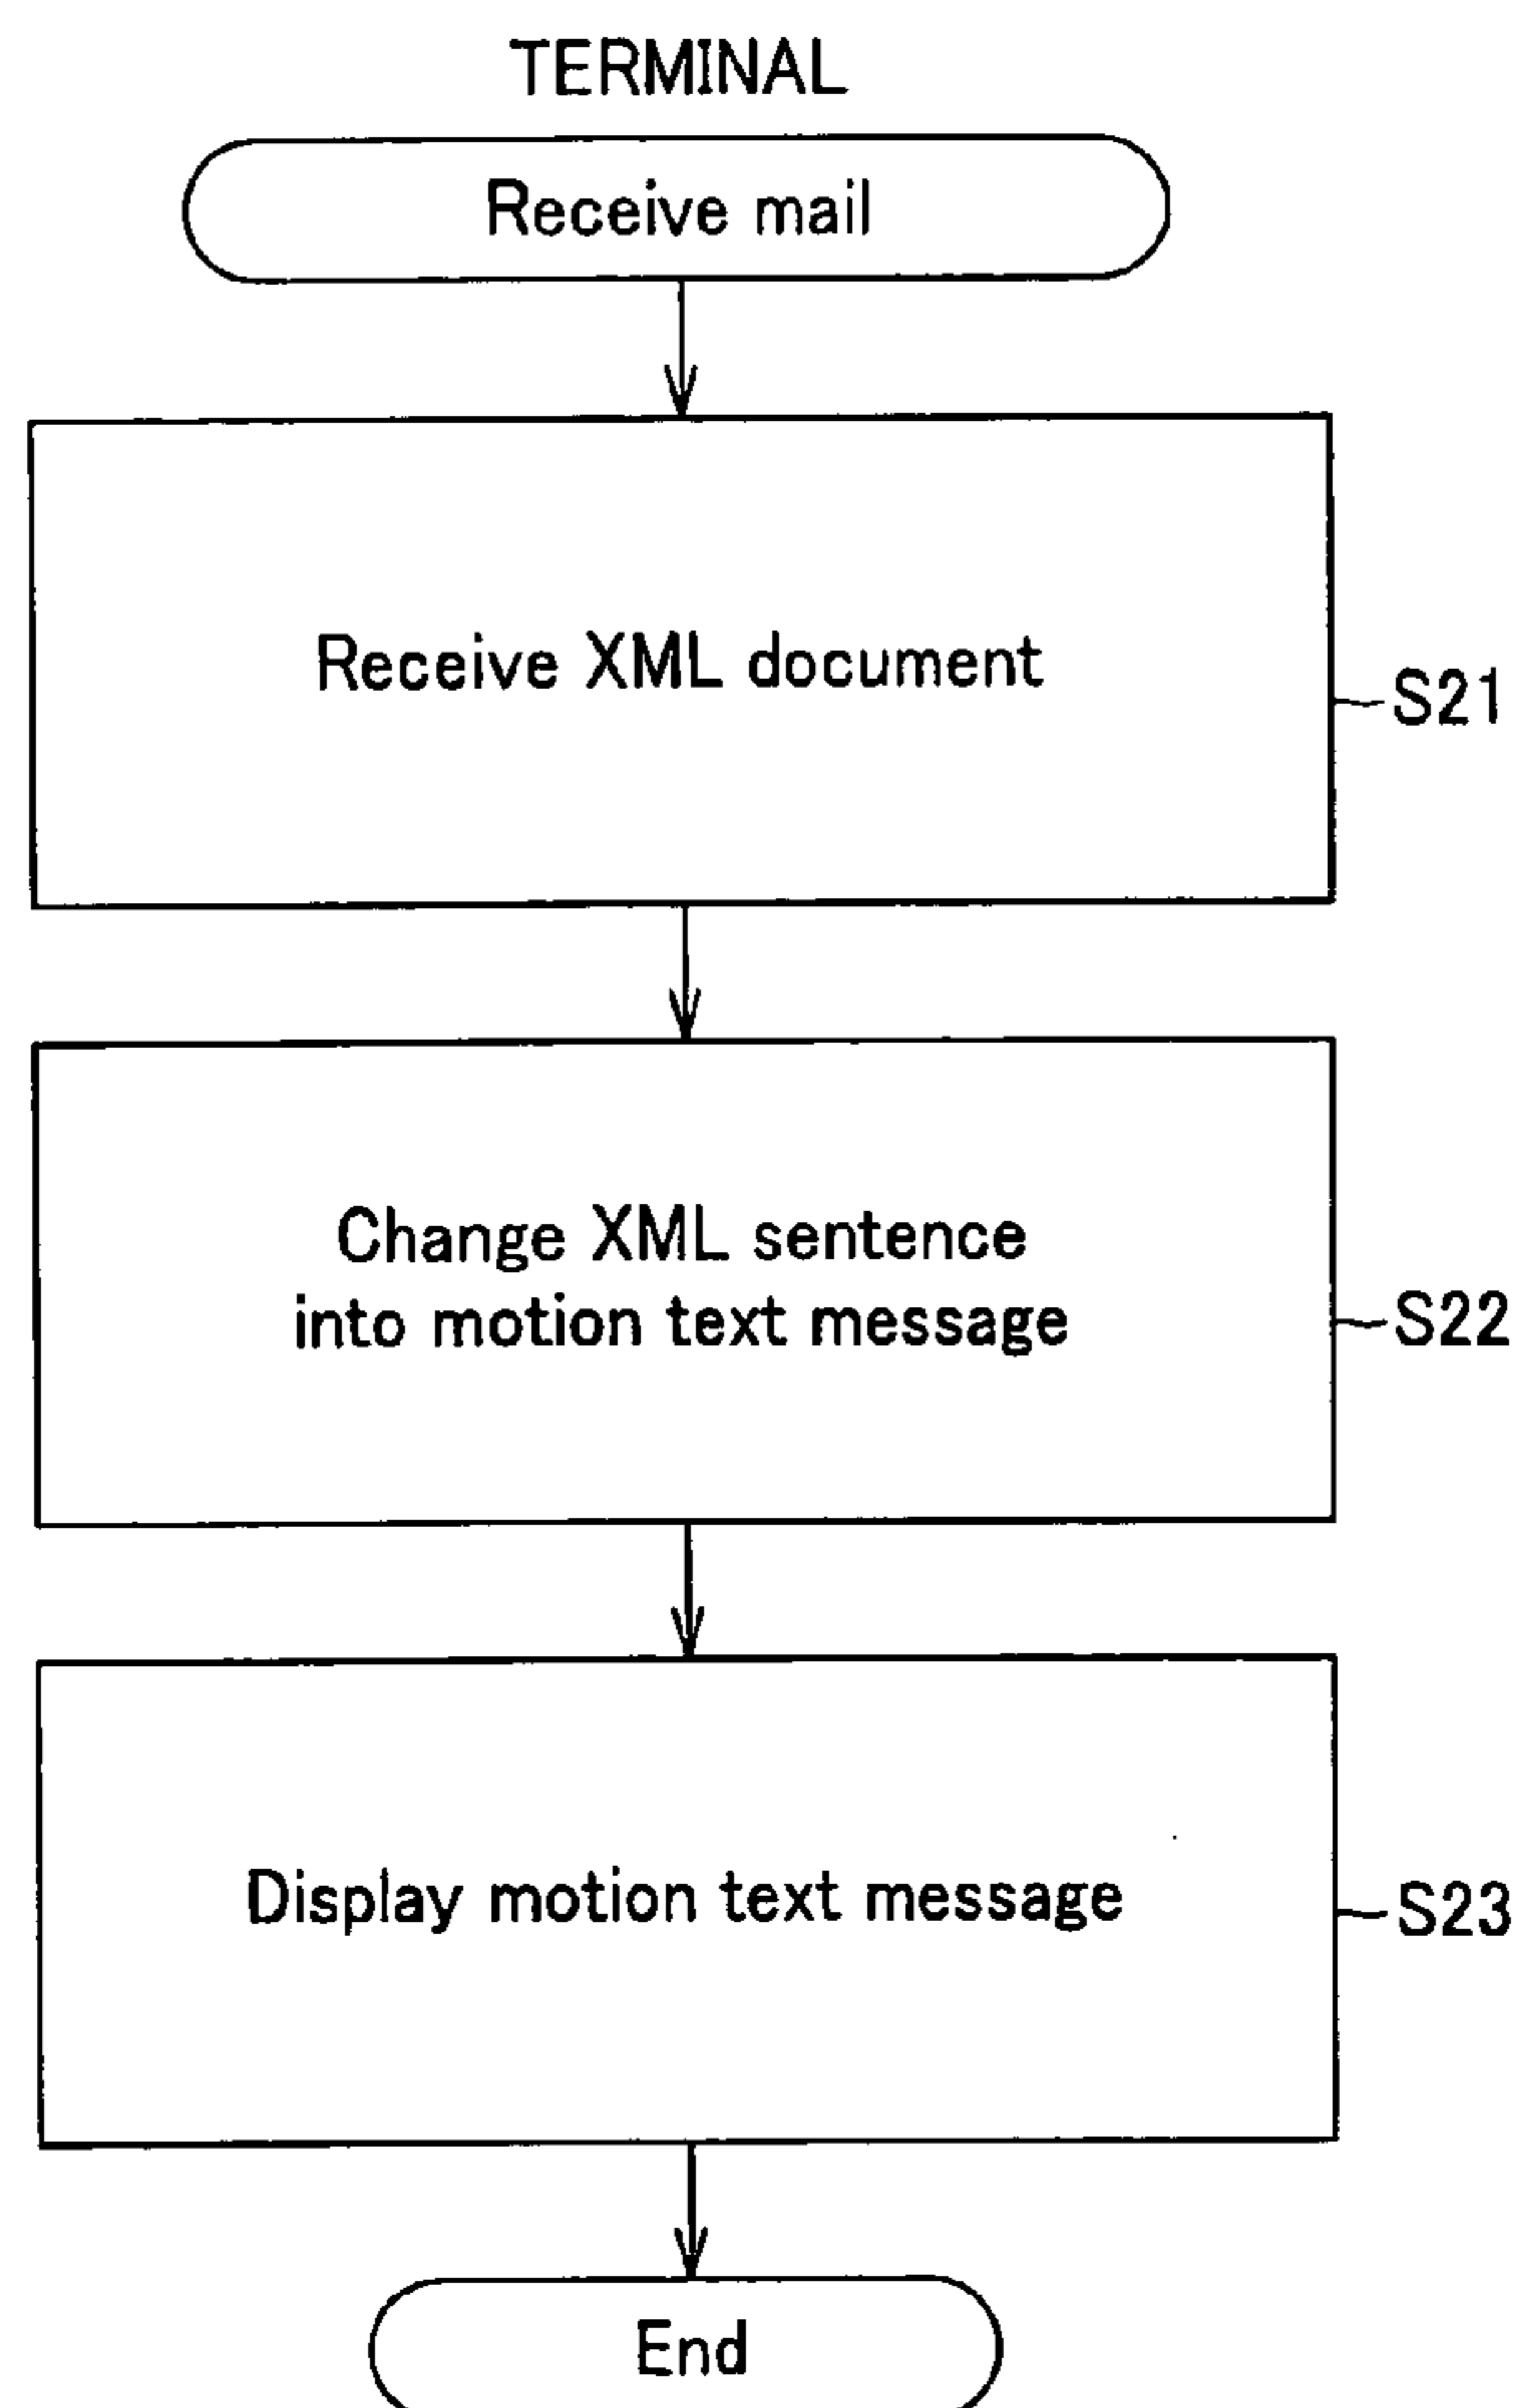 TERMINAL
Receive mail
Receive XML document
S21
Change XML sentence
into motion text message
S22
Display motion text message
S23
End